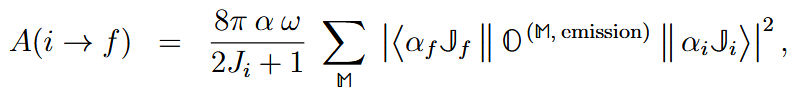 A(i → f) = \frac{8π α ω}{2J_i + 1} \sum_{𝕄} |⟨α_f 𝕁_f ‖ 𝕆^{(𝕄, emission)} ‖ α_i 𝕁_i⟩|^2 ,